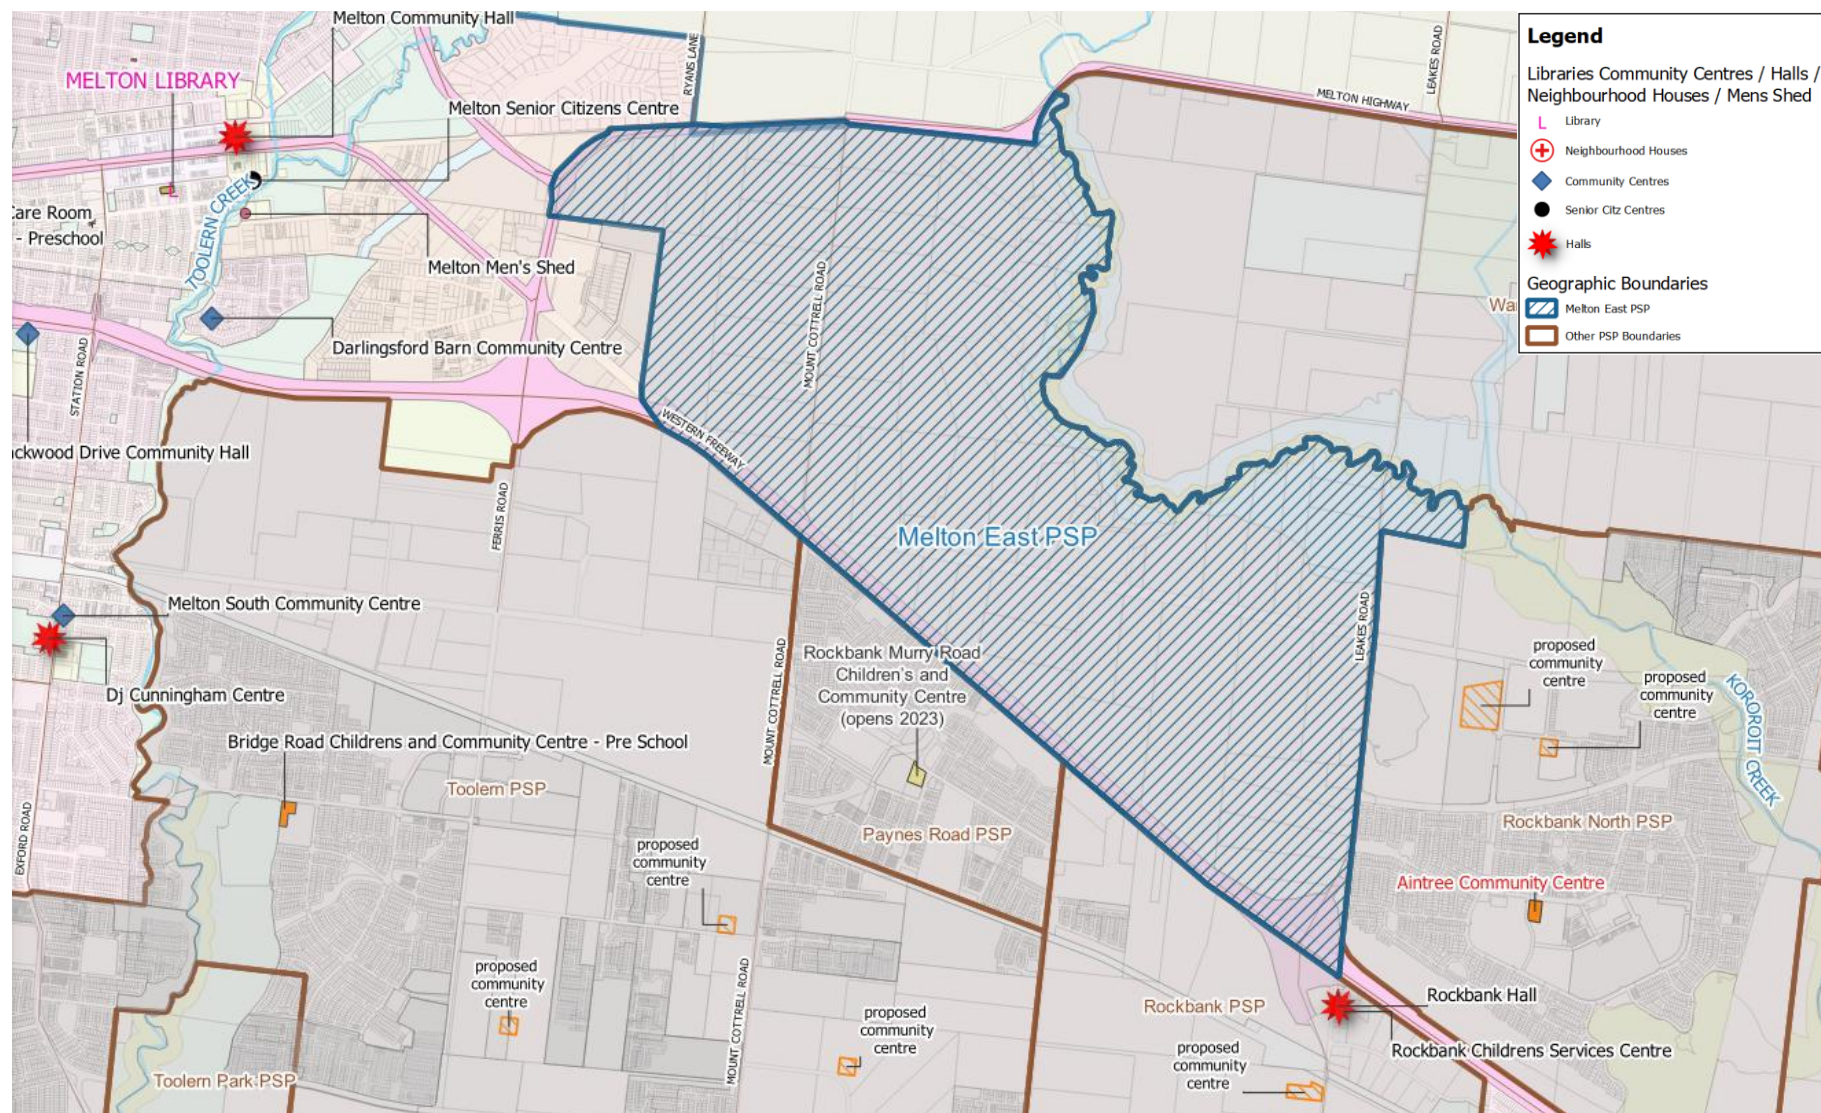 Melton Community Hall
MELTON LIBRARY
RYANS LANE
Melton Senior Citizens Centre
MELTON HIGHWAY
LEAKES ROAD
Legend
Libraries Community Centres / Halls /
Neighbourhood Houses / Mens Shed
L Library
Neighbourhood Houses
Community Centres
Senior Citz Centres
Halls
Geographic Boundaries
Melton East PSP
Other PSP Boundaries
L
Care Room
- Preschool
TOOLERN CREEK
Melton Men's Shed
MOUNT COTTRELL ROAD
Darlingsford Barn Community Centre
STATION ROAD
WESTERN FREEWAY
ckwood Drive Community Hall
FERRIS ROAD
Melton East PSP
Melton South Community Centre
LEAKES ROAD
Dj Cunningham Centre
MOUNT COTTRELL ROAD
Rockbank Murry Road
Children's and
Community Centre
(opens 2023)
proposed
community
centre
proposed
community
centre
KOROROIT CREEK
Bridge Road Childrens and Community Centre - Pre School
Toolern PSP
EXFORD ROAD
Paynes Road PSP
Rockbank North PSP
proposed
community
centre
Aintree Community Centre
proposed
community
centre
MOUNT COTTRELL ROAD
proposed
community
centre
Rockbank PSP
Rockbank Hall
proposed
community
centre
Rockbank Childrens Services Centre
Toolern Park PSP